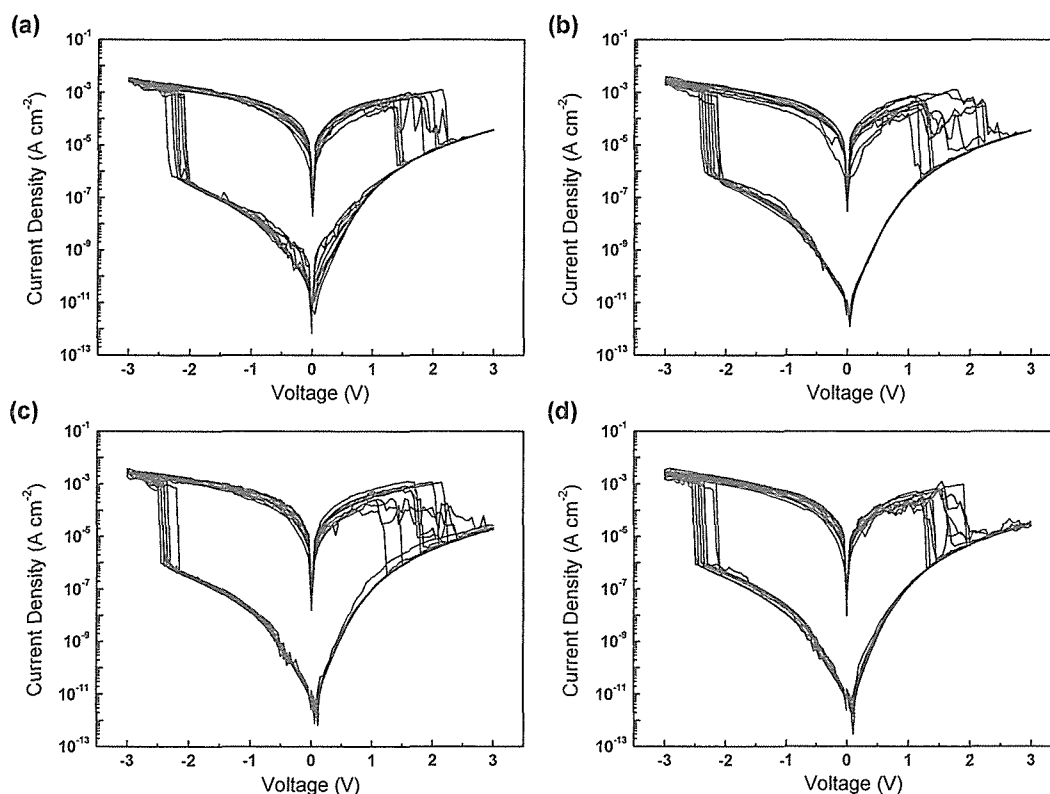 (a)
10⁻¹
10⁻³
10⁻⁵
10⁻⁷
10⁻⁹
10⁻¹¹
10⁻¹³
Current Density (A cm⁻²)
-3 -2 -1 0 1 2 3
Voltage (V)
(b)
10⁻¹
10⁻³
10⁻⁵
10⁻⁷
10⁻⁹
10⁻¹¹
10⁻¹³
Current Density (A cm⁻²)
-3 -2 -1 0 1 2 3
Voltage (V)
(c)
10⁻¹
10⁻³
10⁻⁵
10⁻⁷
10⁻⁹
10⁻¹¹
10⁻¹³
Current Density (A cm⁻²)
-3 -2 -1 0 1 2 3
Voltage (V)
(d)
10⁻¹
10⁻³
10⁻⁵
10⁻⁷
10⁻⁹
10⁻¹¹
10⁻¹³
Current Density (A cm⁻²)
-3 -2 -1 0 1 2 3
Voltage (V)